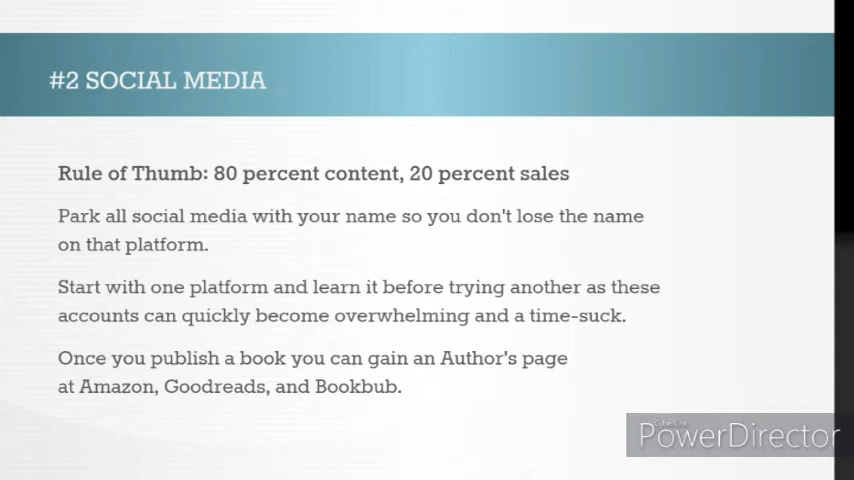 #2 SOCIAL MEDIA
Rule of Thumb: 80 percent content, 20 percent sales
Park all social media with your name so you don't lose the name
on that platform.
Start with one platform and learn it before trying another as these
accounts can quickly become overwhelming and a time-suck.
Once you publish a book you can gain an Author's page
at Amazon, Goodreads, and Bookbub.
CyberLink
PowerDirector